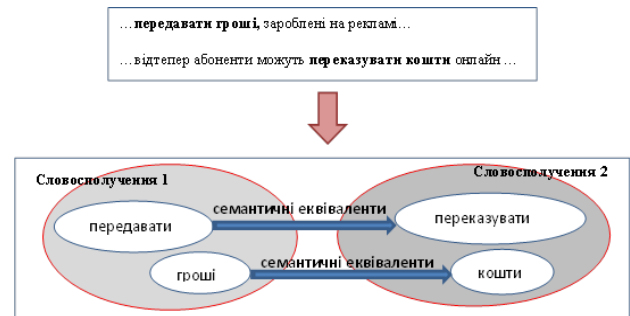 …передавати гроші, зароблені на рекламі…
…відтепер абоненти можуть переказувати кошти онлайн …
Словосполучення 1
Словосполучення 2
семантичні еквіваленти
передавати
переказувати
семантичні еквіваленти
гроші
кошти